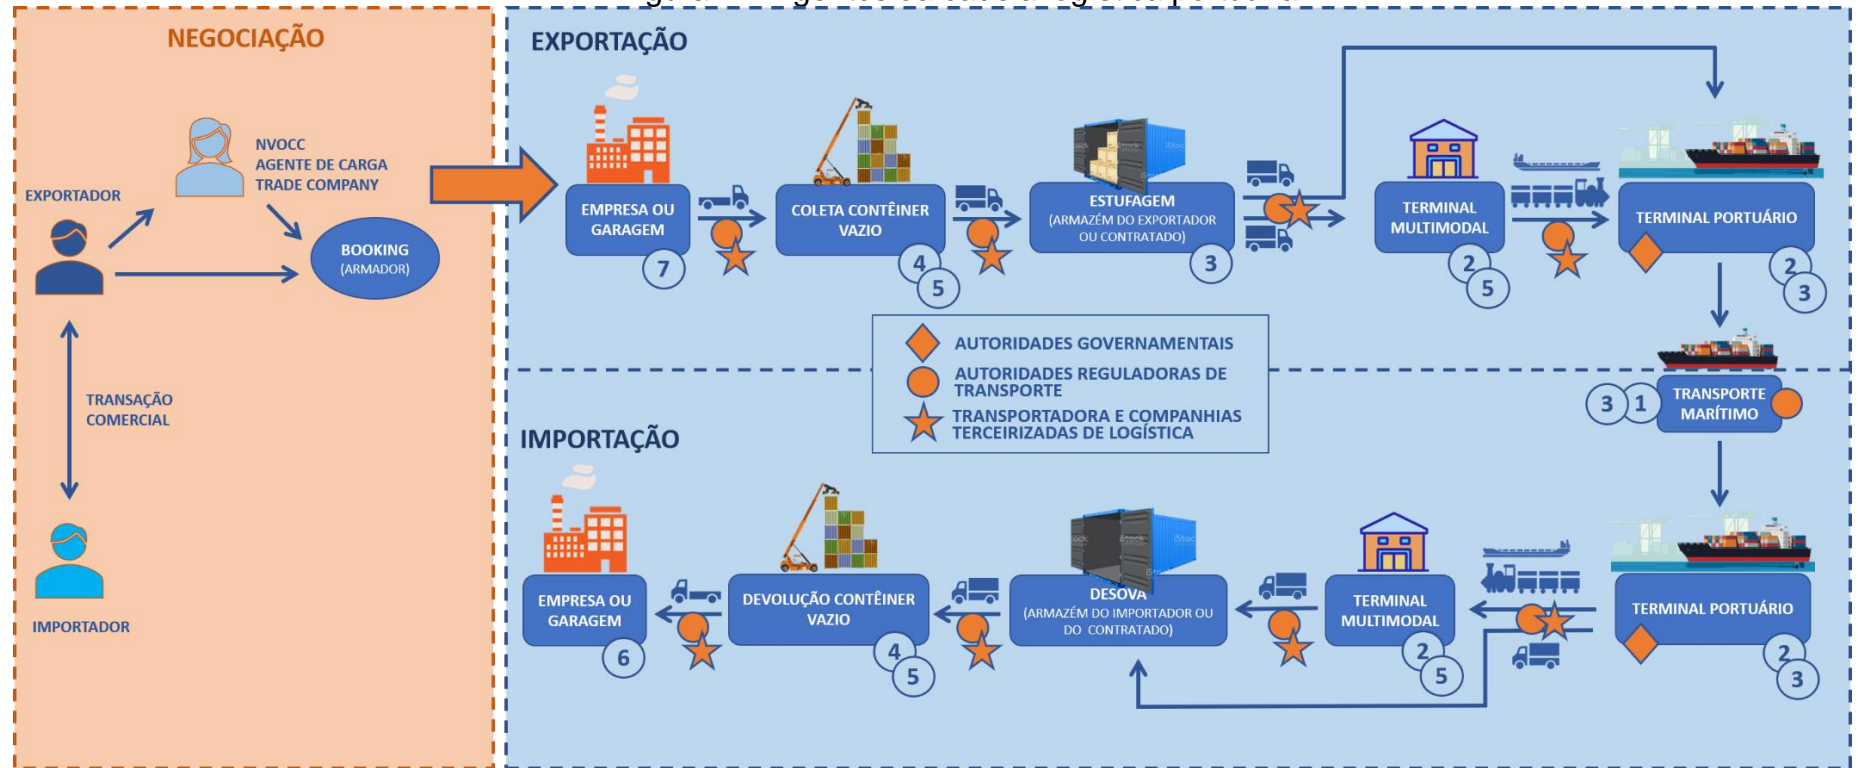 NEGOCIAÇÃO
NVOCC
AGENTE DE CARGA
TRADE COMPANY
EXPORTADOR
BOOKING
(ARMADOR)
TRANSAÇÃO
COMERCIAL
IMPORTADOR
EXPORTAÇÃO
EMPRESA OU
GARAGEM
7
COLETA CONTÊINER
VAZIO
4
5
iStock
iStoc
ESTUFAGEM
(ARMAZÉM DO EXPORTADOR
OU CONTRATADO)
3
TERMINAL
MULTIMODAL
2
5
TERMINAL PORTUÁRIO
2
3
AUTORIDADES GOVERNAMENTAIS
AUTORIDADES REGULADORAS DE
TRANSPORTE
TRANSPORTADORA E COMPANHIAS
TERCEIRIZADAS DE LOGÍSTICA
3
1
TRANSPORTE
MARÍTIMO
IMPORTAÇÃO
EMPRESA OU
GARAGEM
6
DEVOLUÇÃO CONTÊINER
VAZIO
4
5
DESOVA
(ARMAZÉM DO IMPORTADOR OU
DO CONTRATADO)
TERMINAL
MULTIMODAL
2
5
TERMINAL PORTUÁRIO
2
3